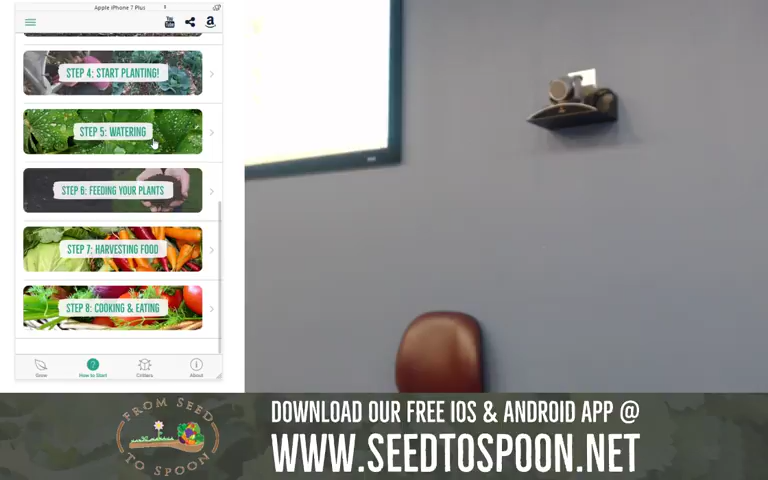 Apple iPhone 7 Plus
You
Tube
a
STEP 4: START PLANTING!
STEP 5: WATERING
STEP 6: FEEDING YOUR PLANTS
STEP 7: HARVESTING FOOD
STEP 8: COOKING & EATING
Grow
?
How to Start
Critters
About
FROM SEED
TO SPOON
DOWNLOAD OUR FREE IOS & ANDROID APP @
WWW.SEEDTOSPOON.NET